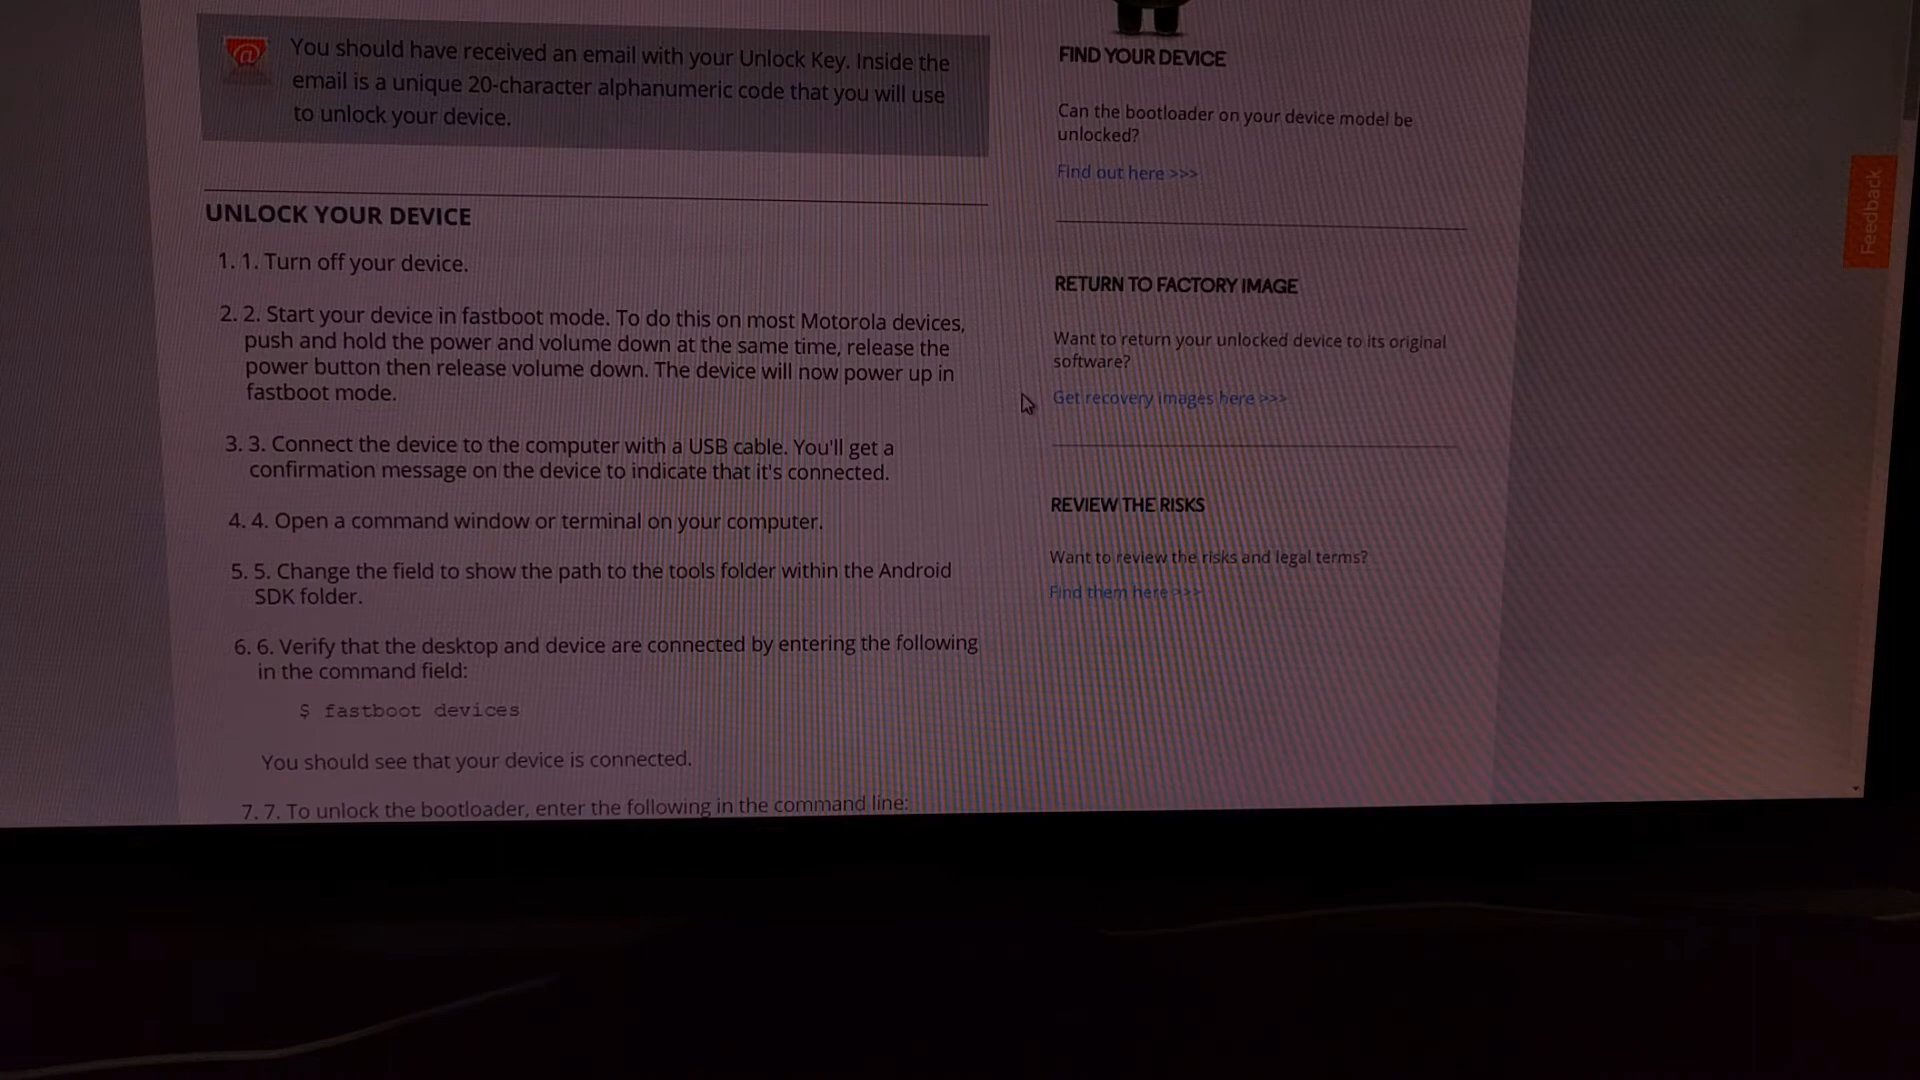 You should have received an email with your Unlock Key. Inside the
email is a unique 20-character alphanumeric code that you will use
to unlock your device.
UNLOCK YOUR DEVICE
1. 1. Turn off your device.
2. 2. Start your device in fastboot mode. To do this on most Motorola devices,
push and hold the power and volume down at the same time, release the
power button then release volume down. The device will now power up in
fastboot mode.
3. 3. Connect the device to the computer with a USB cable. You'll get a
confirmation message on the device to indicate that it's connected.
4. 4. Open a command window or terminal on your computer.
5. 5. Change the field to show the path to the tools folder within the Android
SDK folder.
6. 6. Verify that the desktop and device are connected by entering the following
in the command field:
$ fastboot devices
You should see that your device is connected.
7. 7. To unlock the bootloader, enter the following in the command line:
FIND YOUR DEVICE
Can the bootloader on your device model be
unlocked?
Find out here >>>
RETURN TO FACTORY IMAGE
Want to return your unlocked device to its original
software?
Get recovery images here >>>
REVIEW THE RISKS
Want to review the risks and legal terms?
Find them here >>>
Feedback